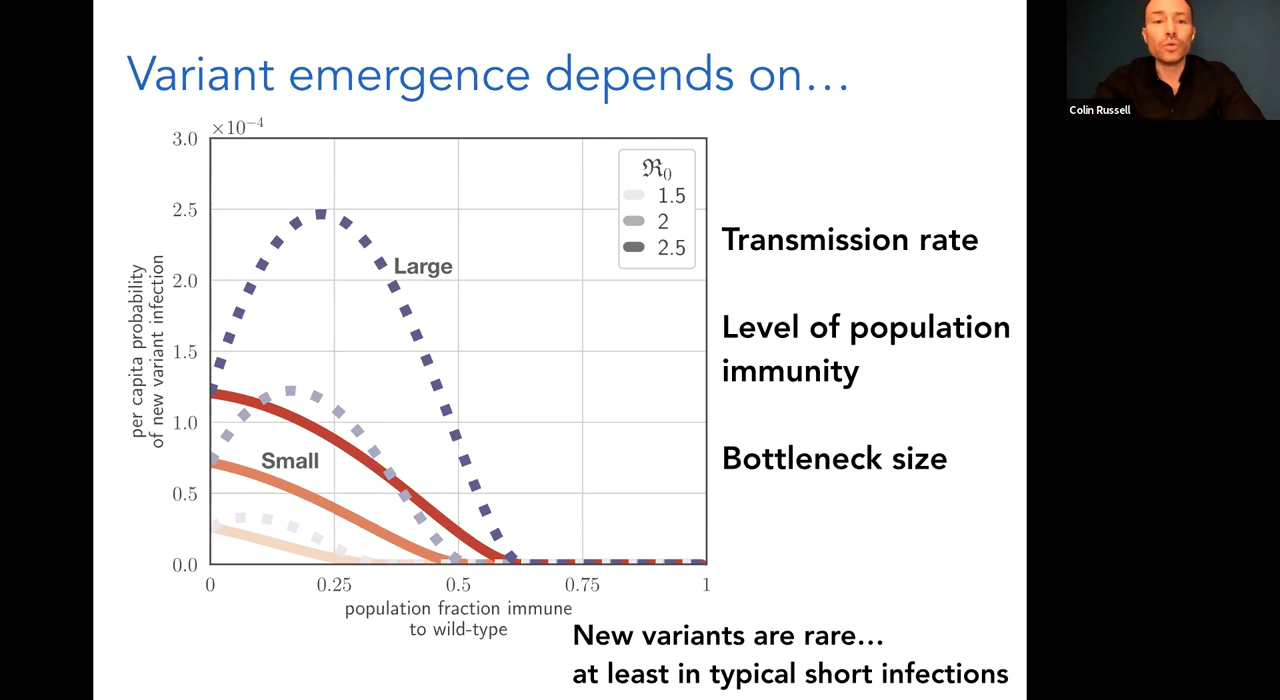 Variant emergence depends on…
Colin Russell
×10⁻⁴
3.0
2.5
2.0
1.5
1.0
0.5
0.0
per capita probability
of new variant infection
ℜ₀
1.5
2
2.5
Large
Small
0
0.25
0.5
0.75
1
population fraction immune
to wild-type
Transmission rate
Level of population
immunity
Bottleneck size
New variants are rare…
at least in typical short infections